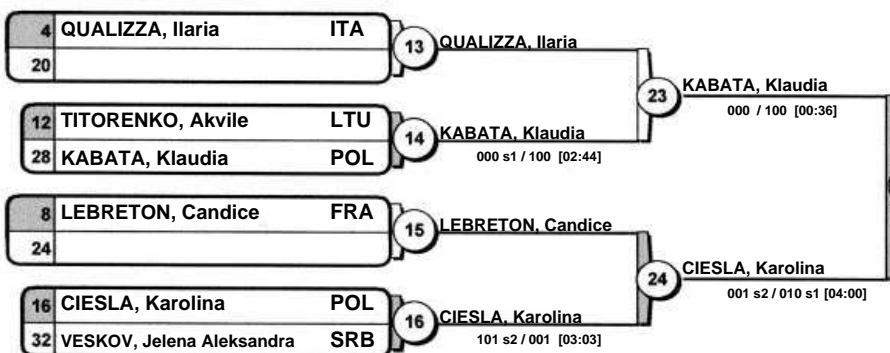 4 QUALIZZA, Ilaria ITA
20
13 QUALIZZA, Ilaria
12 TITORENKO, Akvile LTU
28 KABATA, Klaudia POL
14 KABATA, Klaudia
000 s1 / 100 [02:44]
23 KABATA, Klaudia
000 / 100 [00:36]
8 LEBRETON, Candice FRA
24
15 LEBRETON, Candice
16 CIESLA, Karolina POL
32 VESKOV, Jelena Aleksandra SRB
16 CIESLA, Karolina
101 s2 / 001 [03:03]
24 CIESLA, Karolina
001 s2 / 010 s1 [04:00]